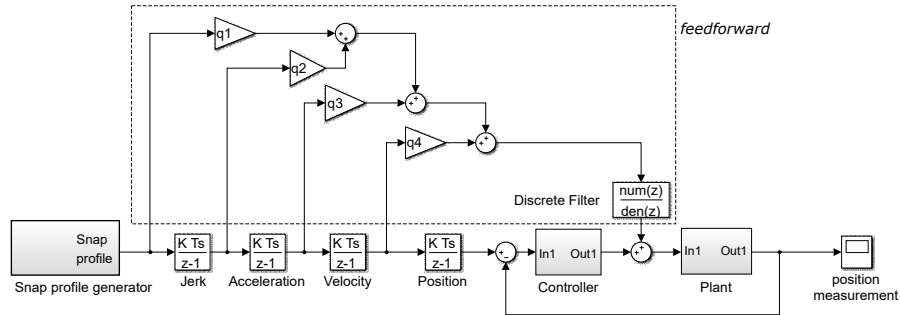 feedforward
q1
q2
q3
q4
Discrete Filter
num(z)
den(z)
Snap
profile
Snap profile generator
K Ts
z-1
Jerk
K Ts
z-1
Acceleration
K Ts
z-1
Velocity
K Ts
z-1
Position
In1 Out1
Controller
In1 Out1
Plant
position
measurement